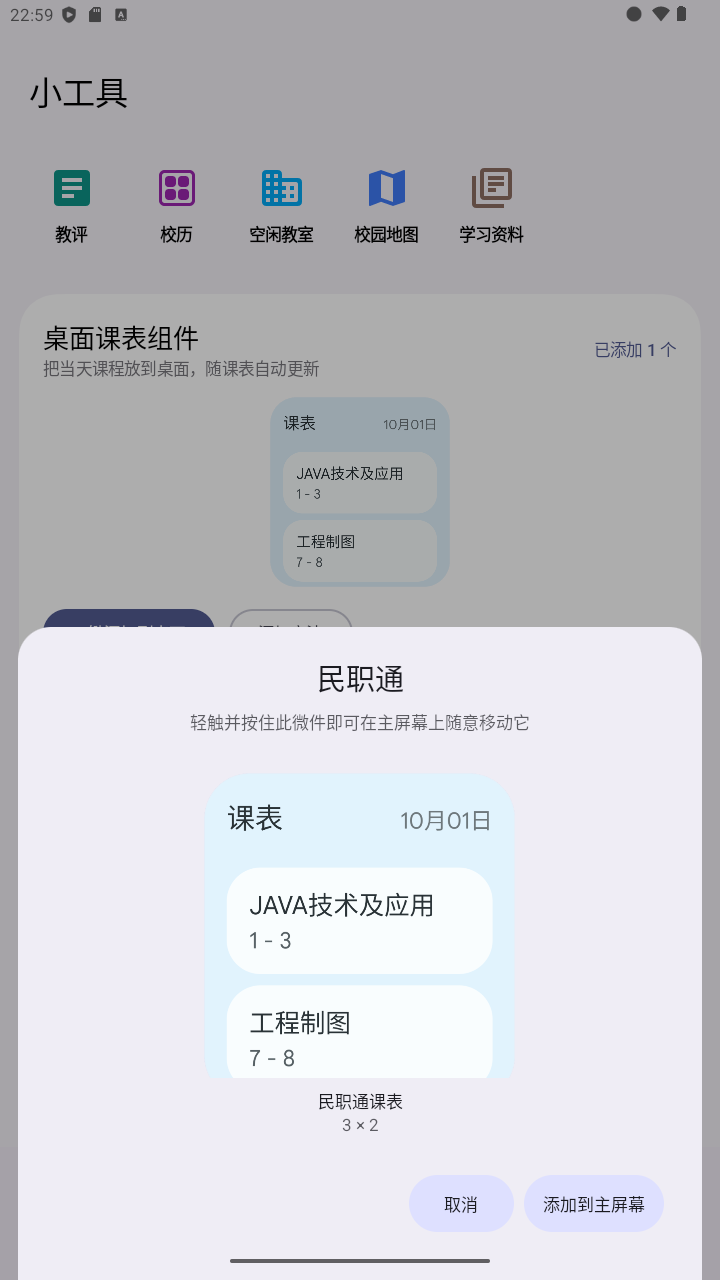 22:59
小工具
教评
校历
空闲教室
校园地图
学习资料
桌面课表组件
已添加 1 个
把当天课程放到桌面，随课表自动更新
课表
10月01日
JAVA技术及应用
1 - 3
工程制图
7 - 8
民职通
轻触并按住此微件即可在主屏幕上随意移动它
课表
10月01日
JAVA技术及应用
1 - 3
工程制图
7 - 8
民职通课表
3 × 2
取消
添加到主屏幕